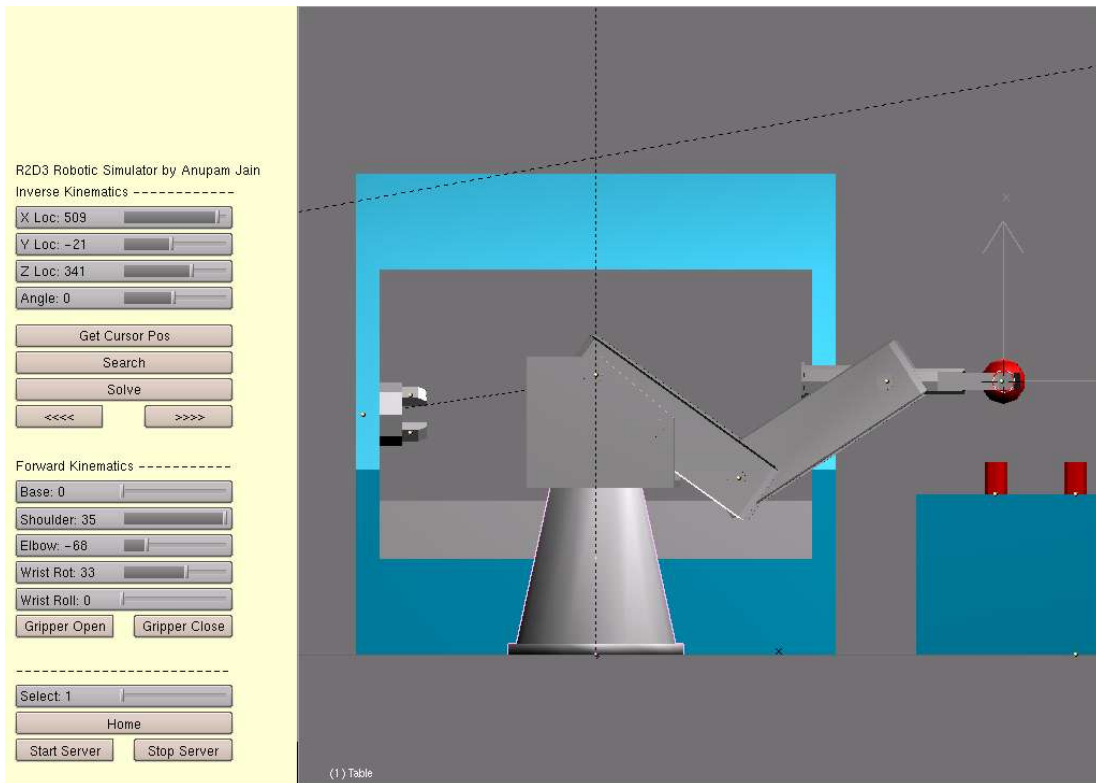 R2D3 Robotic Simulator by Anupam Jain
Inverse Kinematics -------------
X Loc: 509
Y Loc: -21
Z Loc: 341
Angle: 0
Get Cursor Pos
Search
Solve
<<<< >>>>
Forward Kinematics ------------
Base: 0
Shoulder: 35
Elbow: -68
Wrist Rot: 33
Wrist Roll: 0
Gripper Open Gripper Close
----------------------------
Select: 1
Home
Start Server Stop Server
x
x
(1) Table